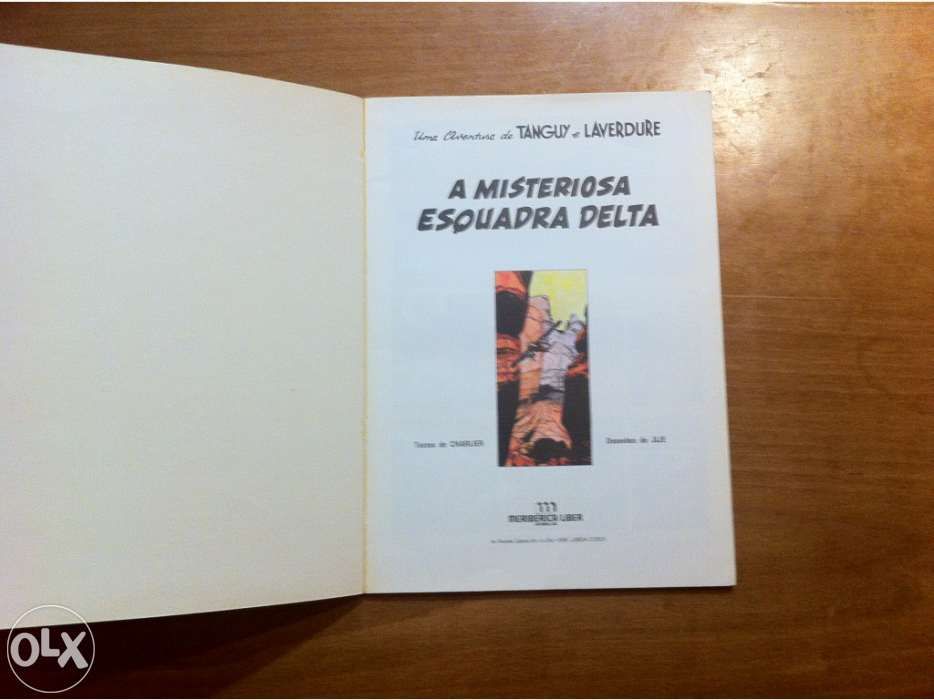 Uma Aventura de TANGUY e LAVERDURE
A MISTERIOSA
ESQUADRA DELTA
Textos de CHARLIER
Desenhos de JIJÉ
MERIBÉRICA LIBER
OLX